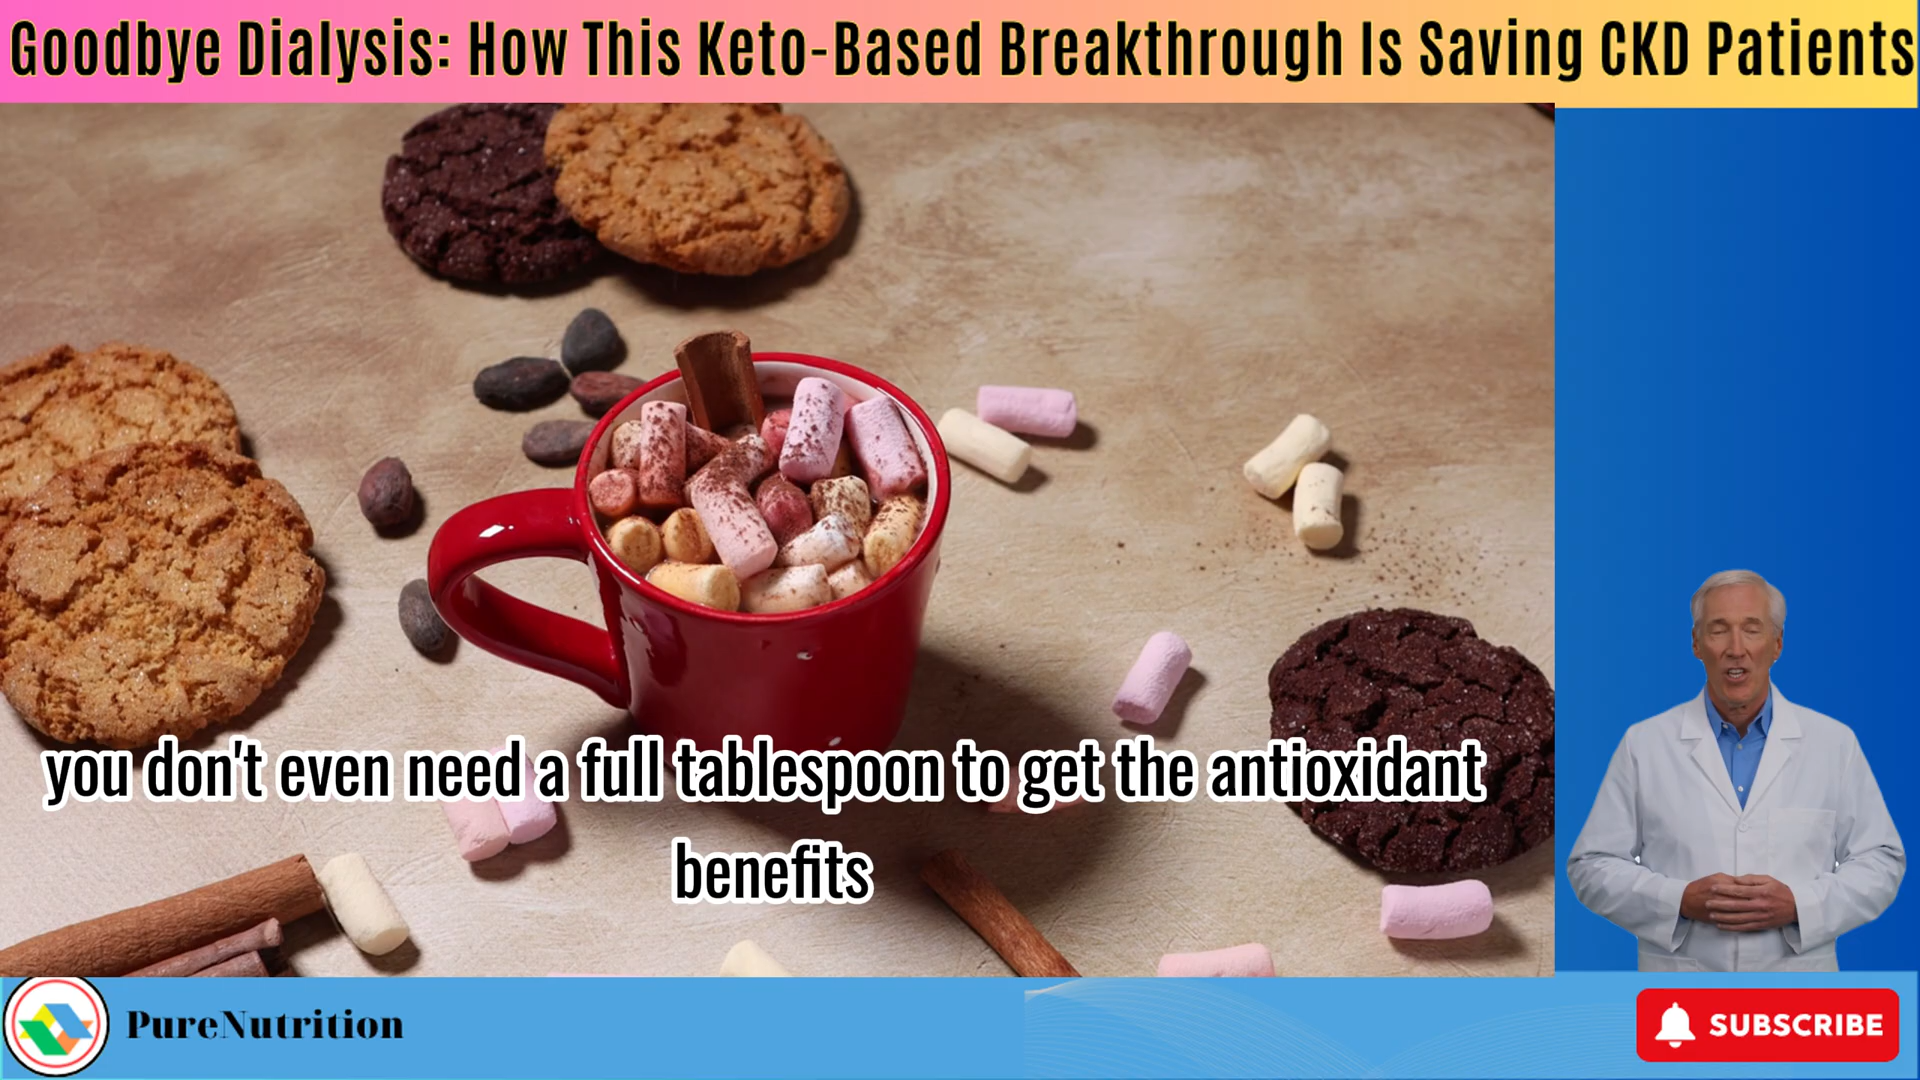 Goodbye Dialysis: How This Keto-Based Breakthrough Is Saving CKD Patients
you don't even need a full tablespoon to get the antioxidant
benefits
PureNutrition
SUBSCRIBE